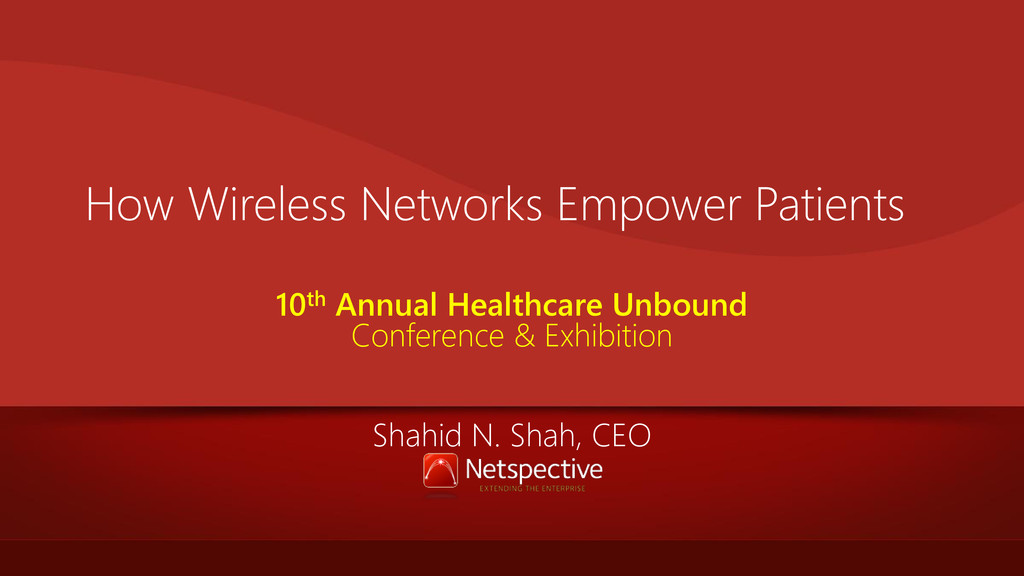 How Wireless Networks Empower Patients
10th Annual Healthcare Unbound
Conference & Exhibition
Shahid N. Shah, CEO
Netspective
EXTENDING THE ENTERPRISE